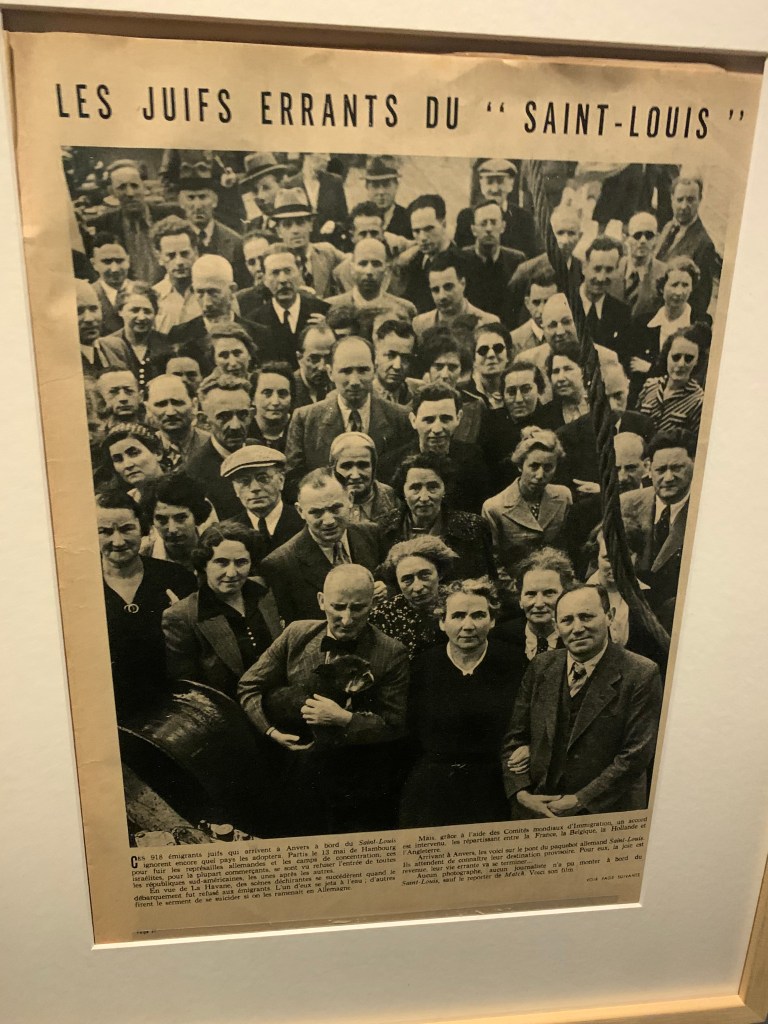 LES JUIFS ERRANTS DU “ SAINT-LOUIS ”
CES 918 émigrants juifs qui arrivent à Anvers à bord du Saint-Louis
ignorent encore quel pays les adoptera. Partis le 13 mai de Hambourg
pour fuir les représailles allemandes et les camps de concentration, ces
israélites, pour la plupart commerçants, se sont vu refuser l'entrée de toutes
les républiques sud-américaines, les unes après les autres.
En vue de La Havane, des scènes déchirantes se succédèrent quand le
débarquement fut refusé aux émigrants. L'un d'eux se jeta à l'eau ; d'autres
firent le serment de se suicider si on les ramenait en Allemagne.
Mais, grâce à l'aide des Comités mondiaux d'Immigration, un accord
est intervenu, les répartissant entre la France, la Belgique, la Hollande et
l'Angleterre.
Arrivant à Anvers, les voici sur le pont du paquebot allemand Saint-Louis.
Ils attendent de connaître leur destination provisoire. Pour eux, la joie est
revenue, leur vie errante va se terminer...
Aucun photographe, aucun journaliste n'a pu monter à bord du
Saint-Louis, sauf le reporter de Match. Voici son film
PAGE SUIVANTE
Page